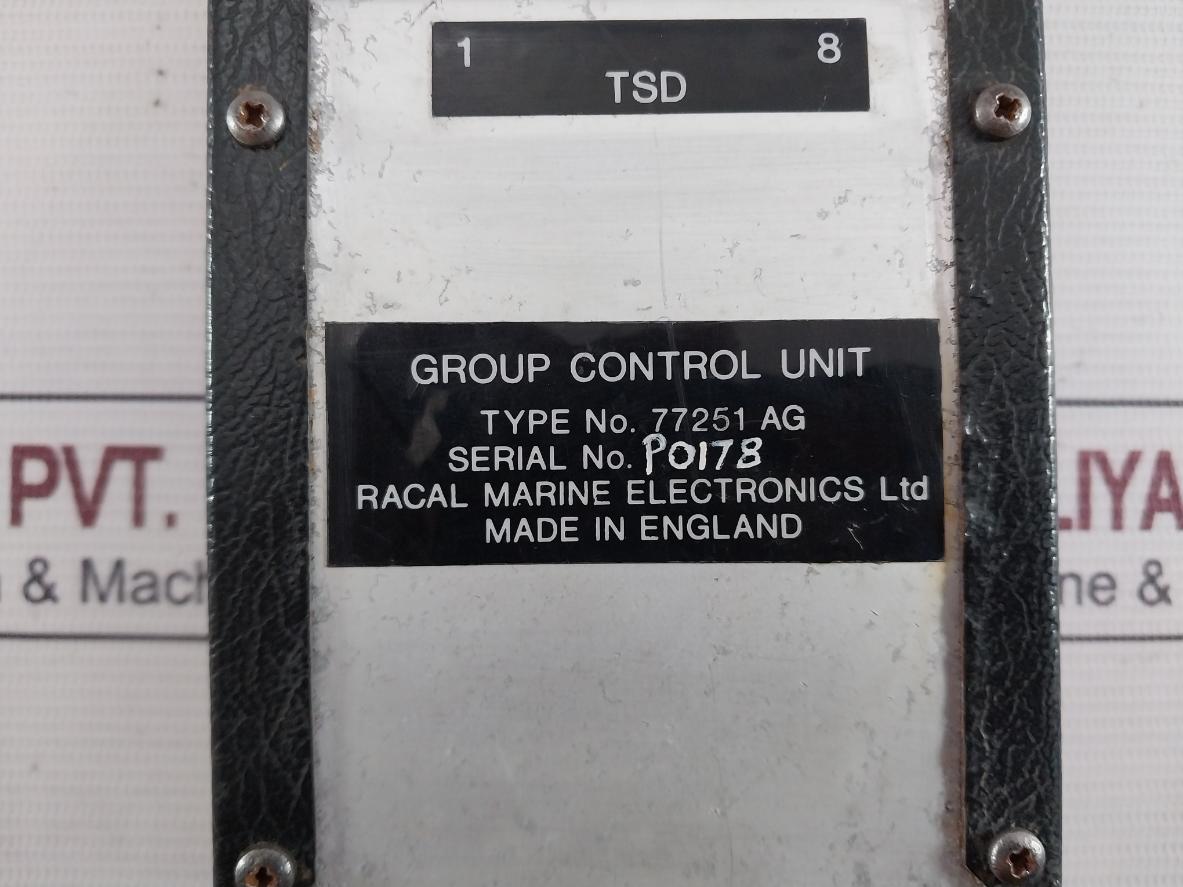 1 8
TSD
GROUP CONTROL UNIT
TYPE No. 77251 AG
SERIAL No. P0178
RACAL MARINE ELECTRONICS Ltd
MADE IN ENGLAND
PVT.
& Mach
LIYA
ne &